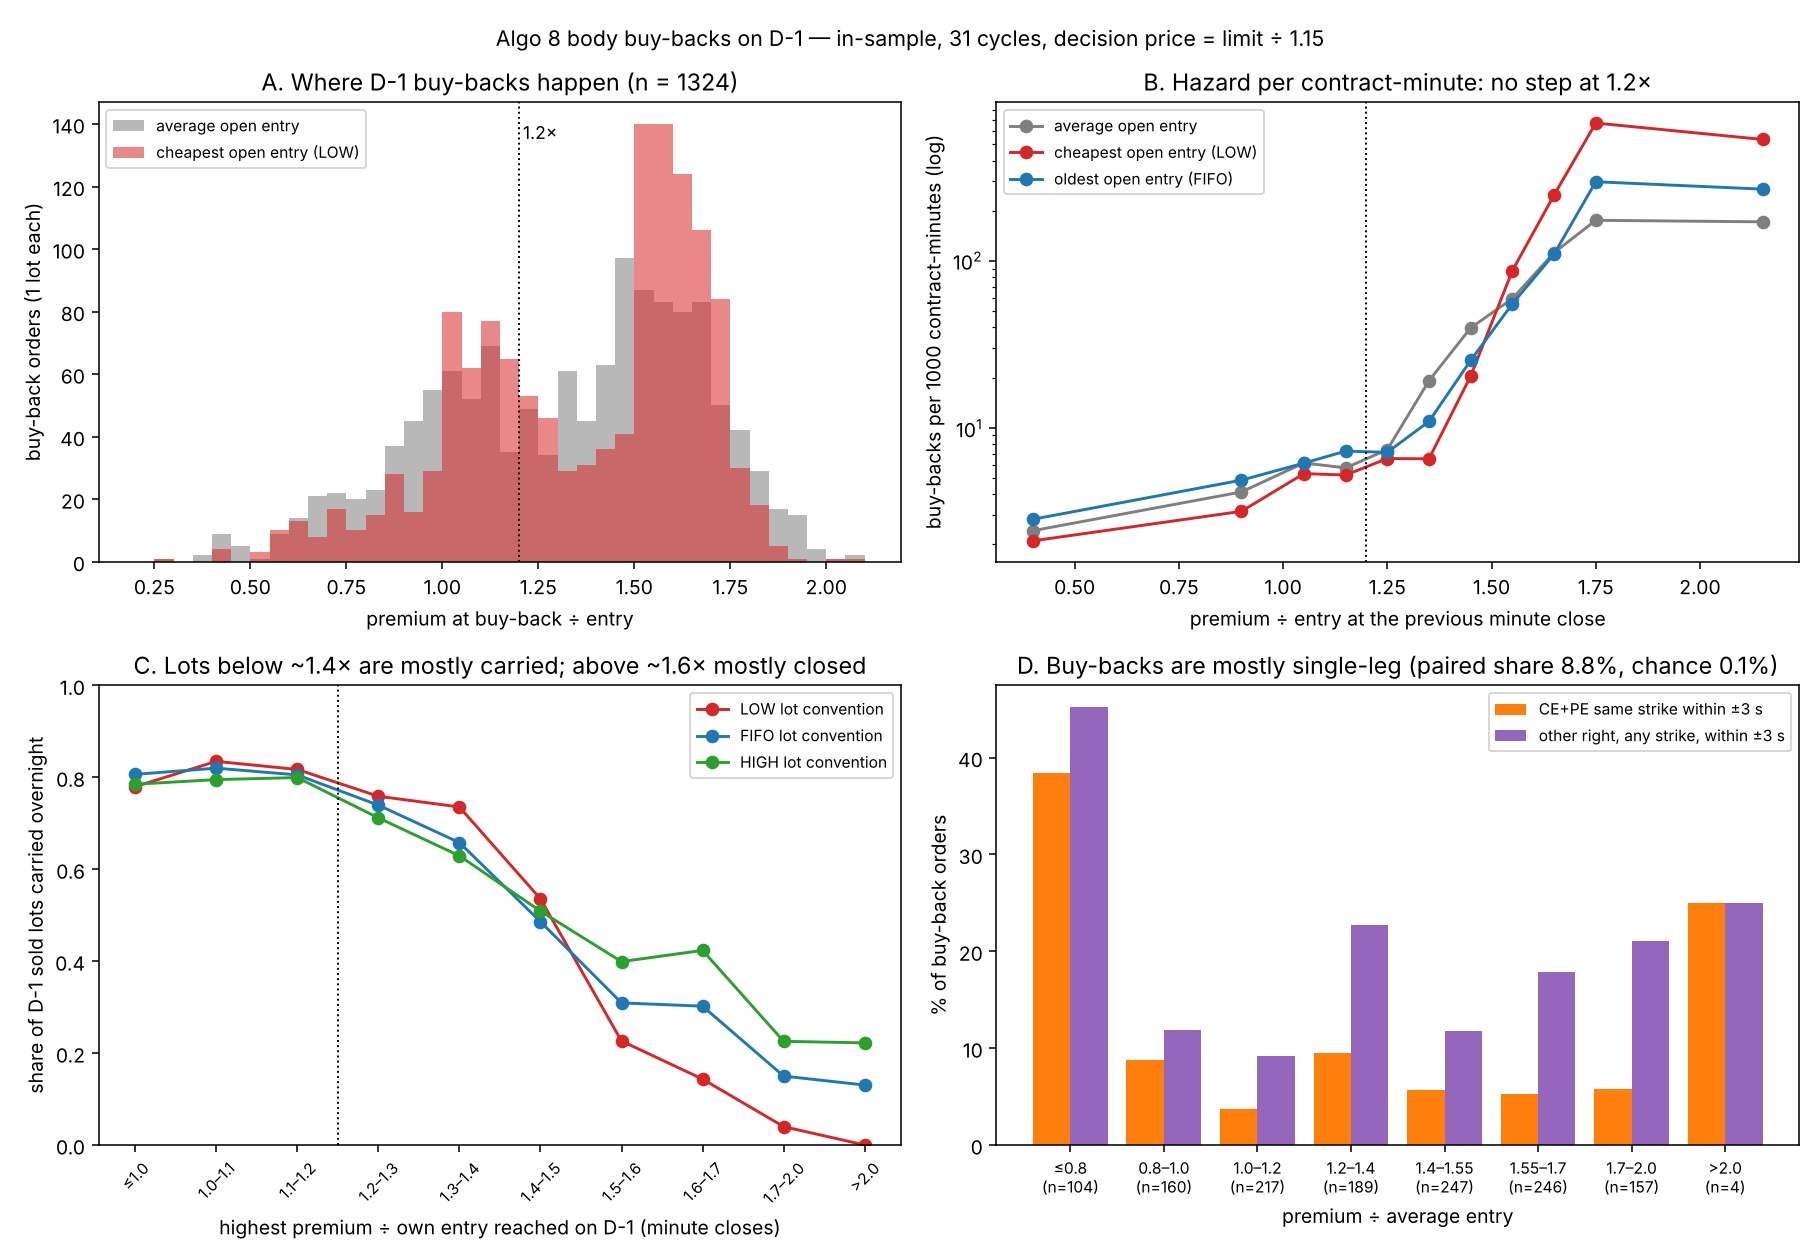 Algo 8 body buy-backs on D-1 — in-sample, 31 cycles, decision price = limit ÷ 1.15
A. Where D-1 buy-backs happen (n = 1324)
average open entry
cheapest open entry (LOW)
1.2×
buy-back orders (1 lot each)
0
20
40
60
80
100
120
140
0.25
0.50
0.75
1.00
1.25
1.50
1.75
2.00
premium at buy-back ÷ entry
B. Hazard per contract-minute: no step at 1.2×
average open entry
cheapest open entry (LOW)
oldest open entry (FIFO)
buy-backs per 1000 contract-minutes (log)
10²
10¹
0.50
0.75
1.00
1.25
1.50
1.75
2.00
premium ÷ entry at the previous minute close
C. Lots below ~1.4× are mostly carried; above ~1.6× mostly closed
LOW lot convention
FIFO lot convention
HIGH lot convention
share of D-1 sold lots carried overnight
0.0
0.2
0.4
0.6
0.8
1.0
≤1.0
1.0–1.1
1.1–1.2
1.2–1.3
1.3–1.4
1.4–1.5
1.5–1.6
1.6–1.7
1.7–2.0
>2.0
highest premium ÷ own entry reached on D-1 (minute closes)
D. Buy-backs are mostly single-leg (paired share 8.8%, chance 0.1%)
CE+PE same strike within ±3 s
other right, any strike, within ±3 s
% of buy-back orders
0
10
20
30
40
≤0.8
(n=104)
0.8–1.0
(n=160)
1.0–1.2
(n=217)
1.2–1.4
(n=189)
1.4–1.55
(n=247)
1.55–1.7
(n=246)
1.7–2.0
(n=157)
>2.0
(n=4)
premium ÷ average entry